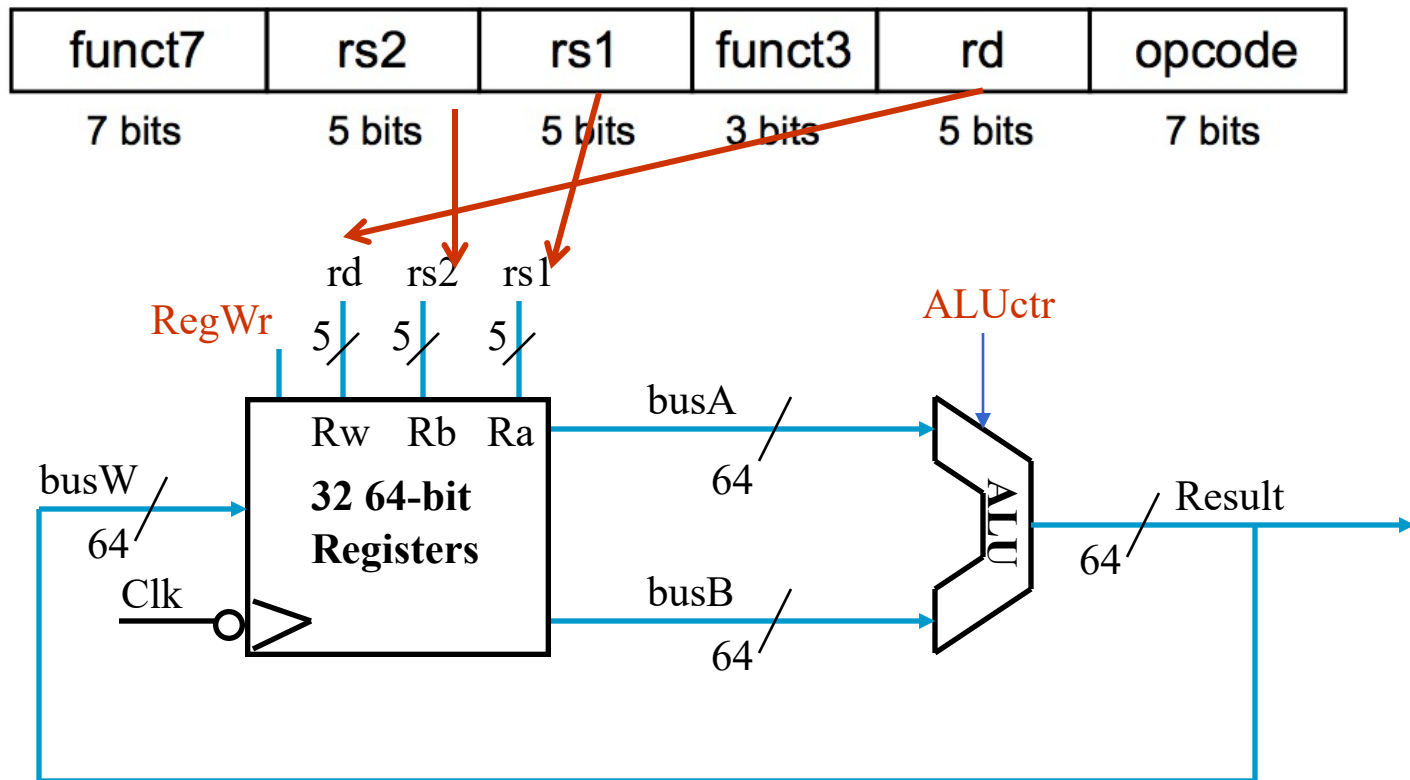 funct7 rs2 rs1 funct3 rd opcode
7 bits 5 bits 5 bits 3 bits 5 bits 7 bits
rd rs2 rs1
RegWr ALUctr
5 5 5
busA
Rw Rb Ra
busW 64
32 64-bit
Registers
ALU
Result
64 64
Clk
busB
64